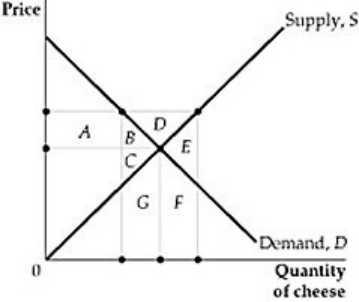 Price
Supply, S
A
B
D
E
C
G
F
Demand, D
0
Quantity
of cheese